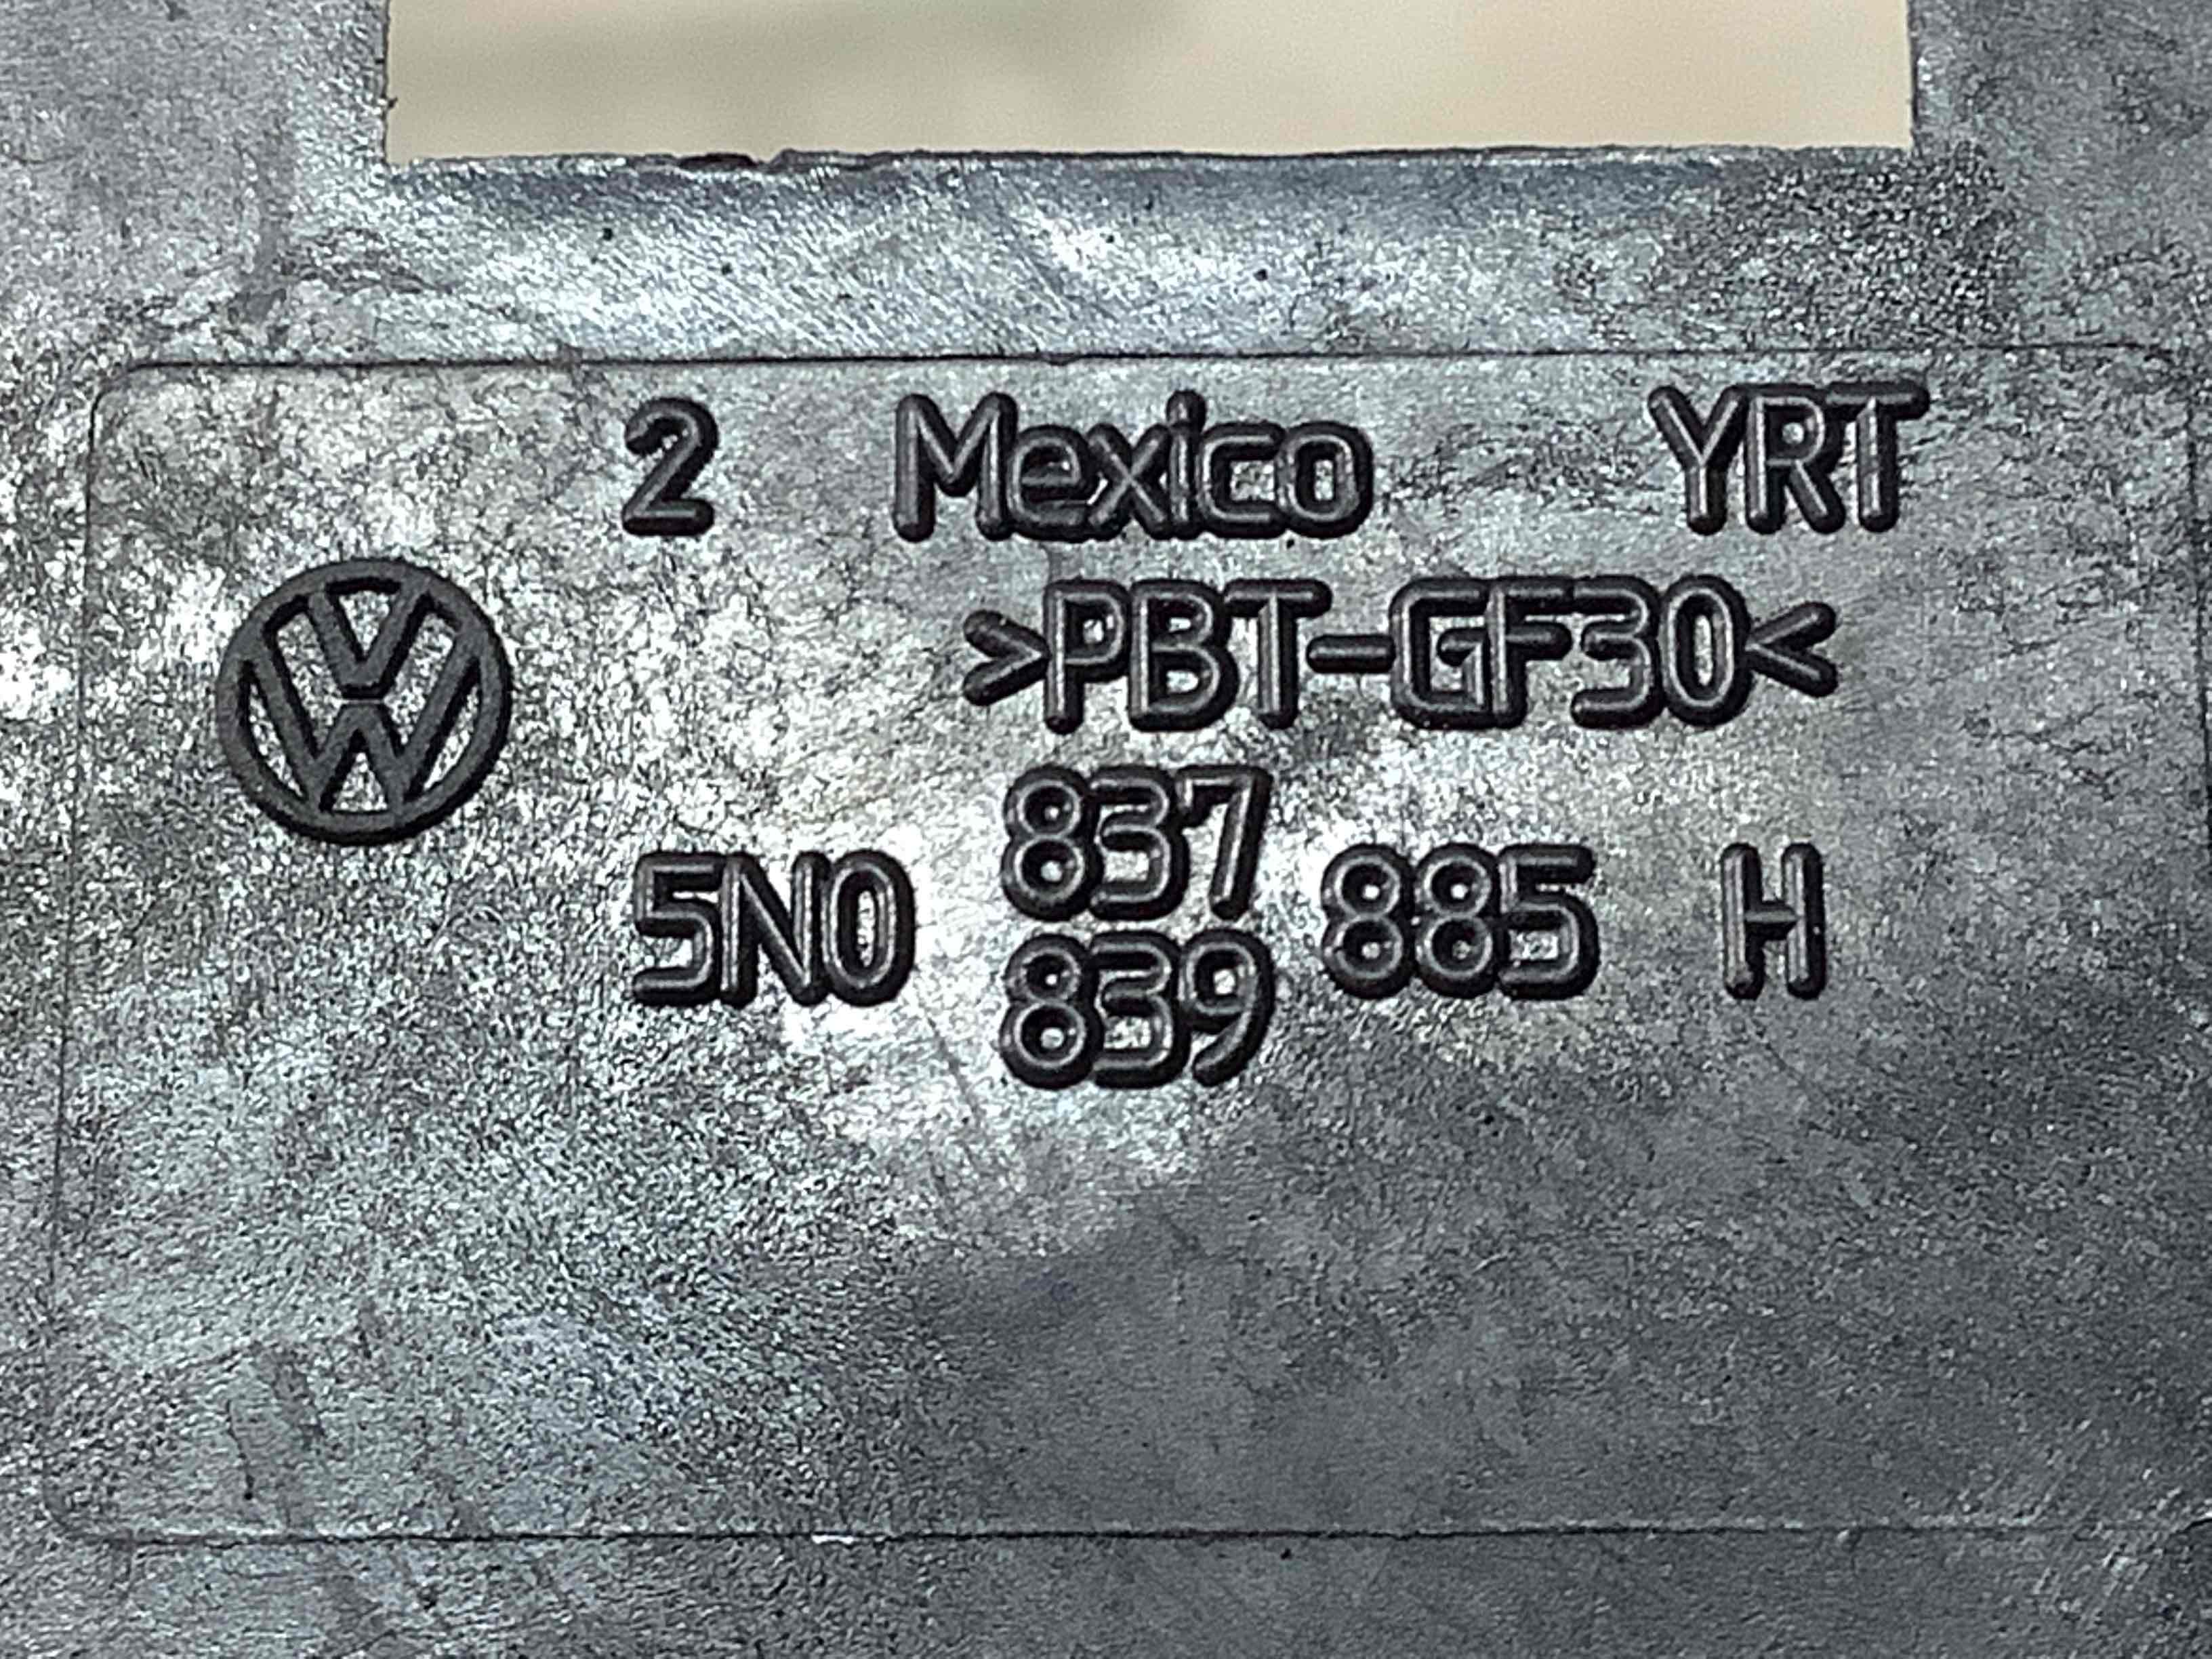 2 Mexico YRT
>PBT-GF30<
837
5N0 885 H
839